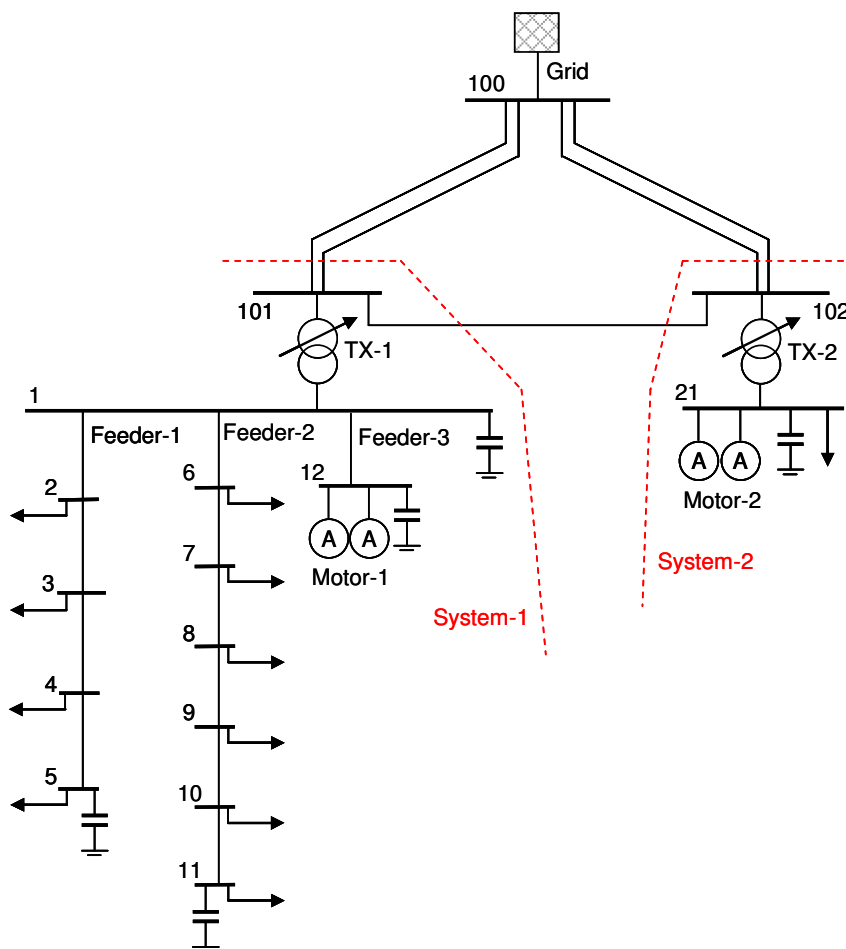 Grid
100
101
102
TX-1
TX-2
1
21
Feeder-1
Feeder-2
Feeder-3
2
6
12
A A
A A
Motor-2
7
Motor-1
System-2
3
System-1
8
4
9
5
10
11